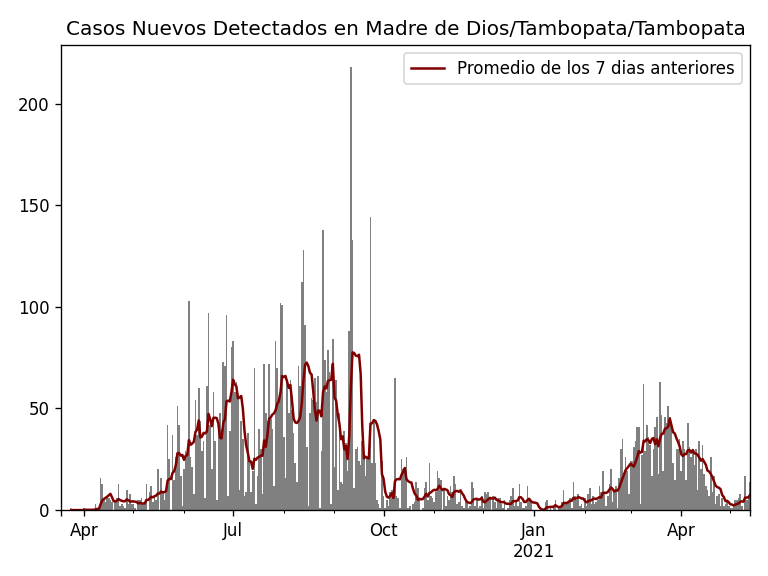 Casos Nuevos Detectados en Madre de Dios/Tambopata/Tambopata
Promedio de los 7 dias anteriores
200
150
100
50
0
Apr
Jul
Oct
Jan
2021
Apr